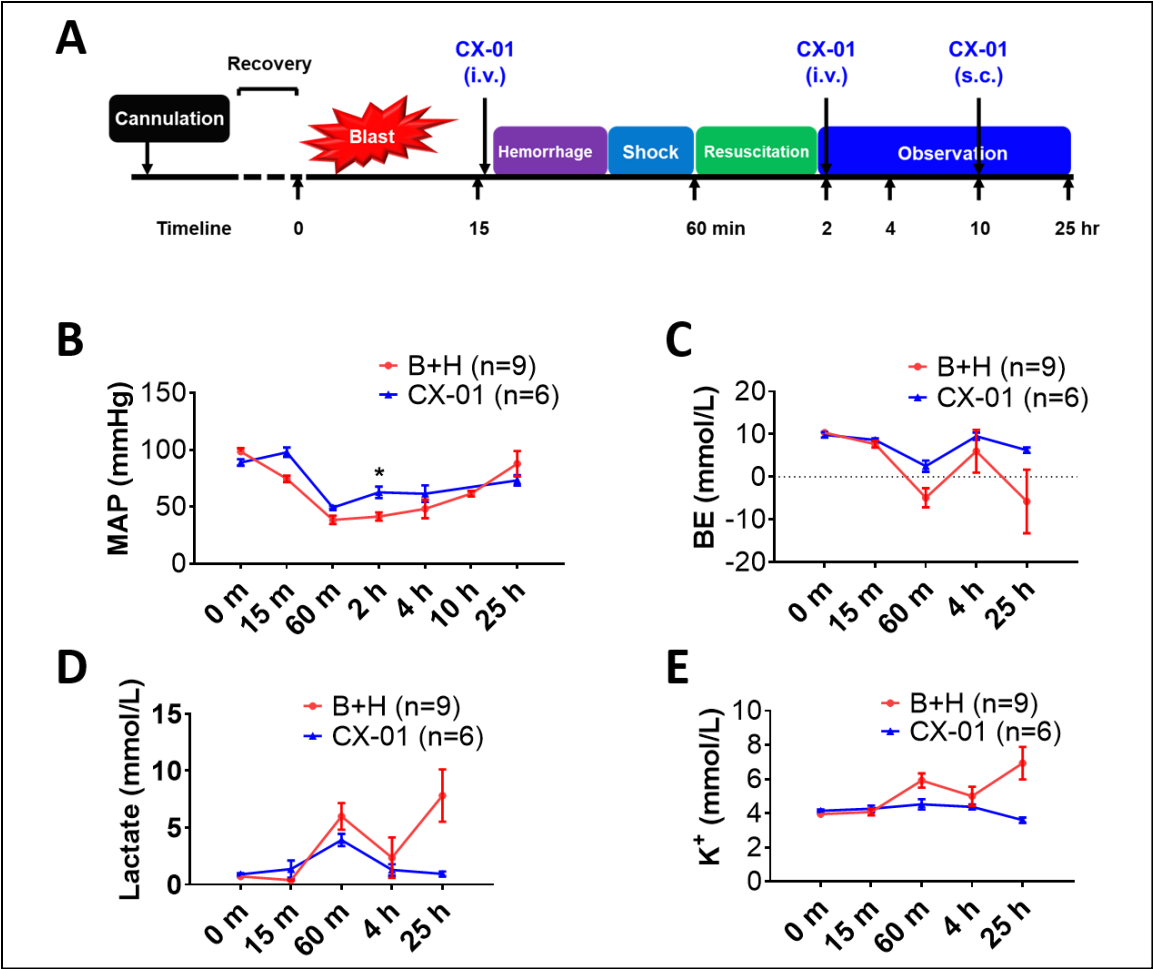 A
CX-01
(i.v.)
CX-01
(i.v.)
CX-01
(s.c.)
Recovery
Cannulation
Blast
Hemorrhage
Shock
Resuscitation
Observation
Timeline 0 15 60 min 2 4 10 25 hr
B
B+H (n=9)
CX-01 (n=6)
MAP (mmHg)
150
100
50
0
*
0 m 15 m 60 m 2 h 4 h 10 h 25 h
C
B+H (n=9)
CX-01 (n=6)
BE (mmol/L)
20
10
0
-10
-20
0 m 15 m 60 m 4 h 25 h
D
B+H (n=9)
CX-01 (n=6)
Lactate (mmol/L)
15
10
5
0
0 m 15 m 60 m 4 h 25 h
E
B+H (n=9)
CX-01 (n=6)
K⁺ (mmol/L)
10
8
6
4
2
0
0 m 15 m 60 m 4 h 25 h